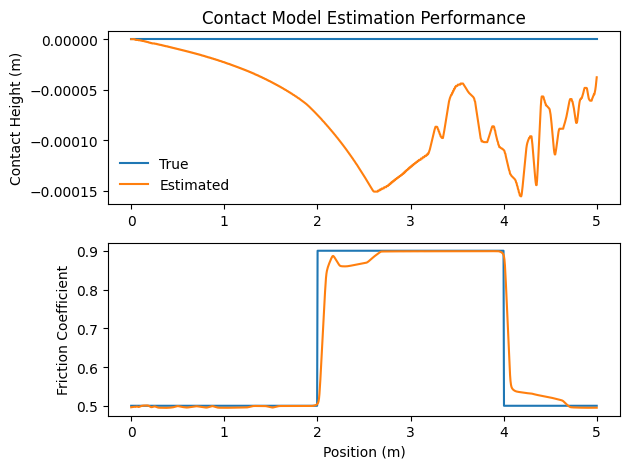 Contact Model Estimation Performance
Contact Height (m)
0.00000
−0.00005
−0.00010
−0.00015
True
Estimated
0 1 2 3 4 5
Friction Coefficient
0.9
0.8
0.7
0.6
0.5
0 1 2 3 4 5
Position (m)